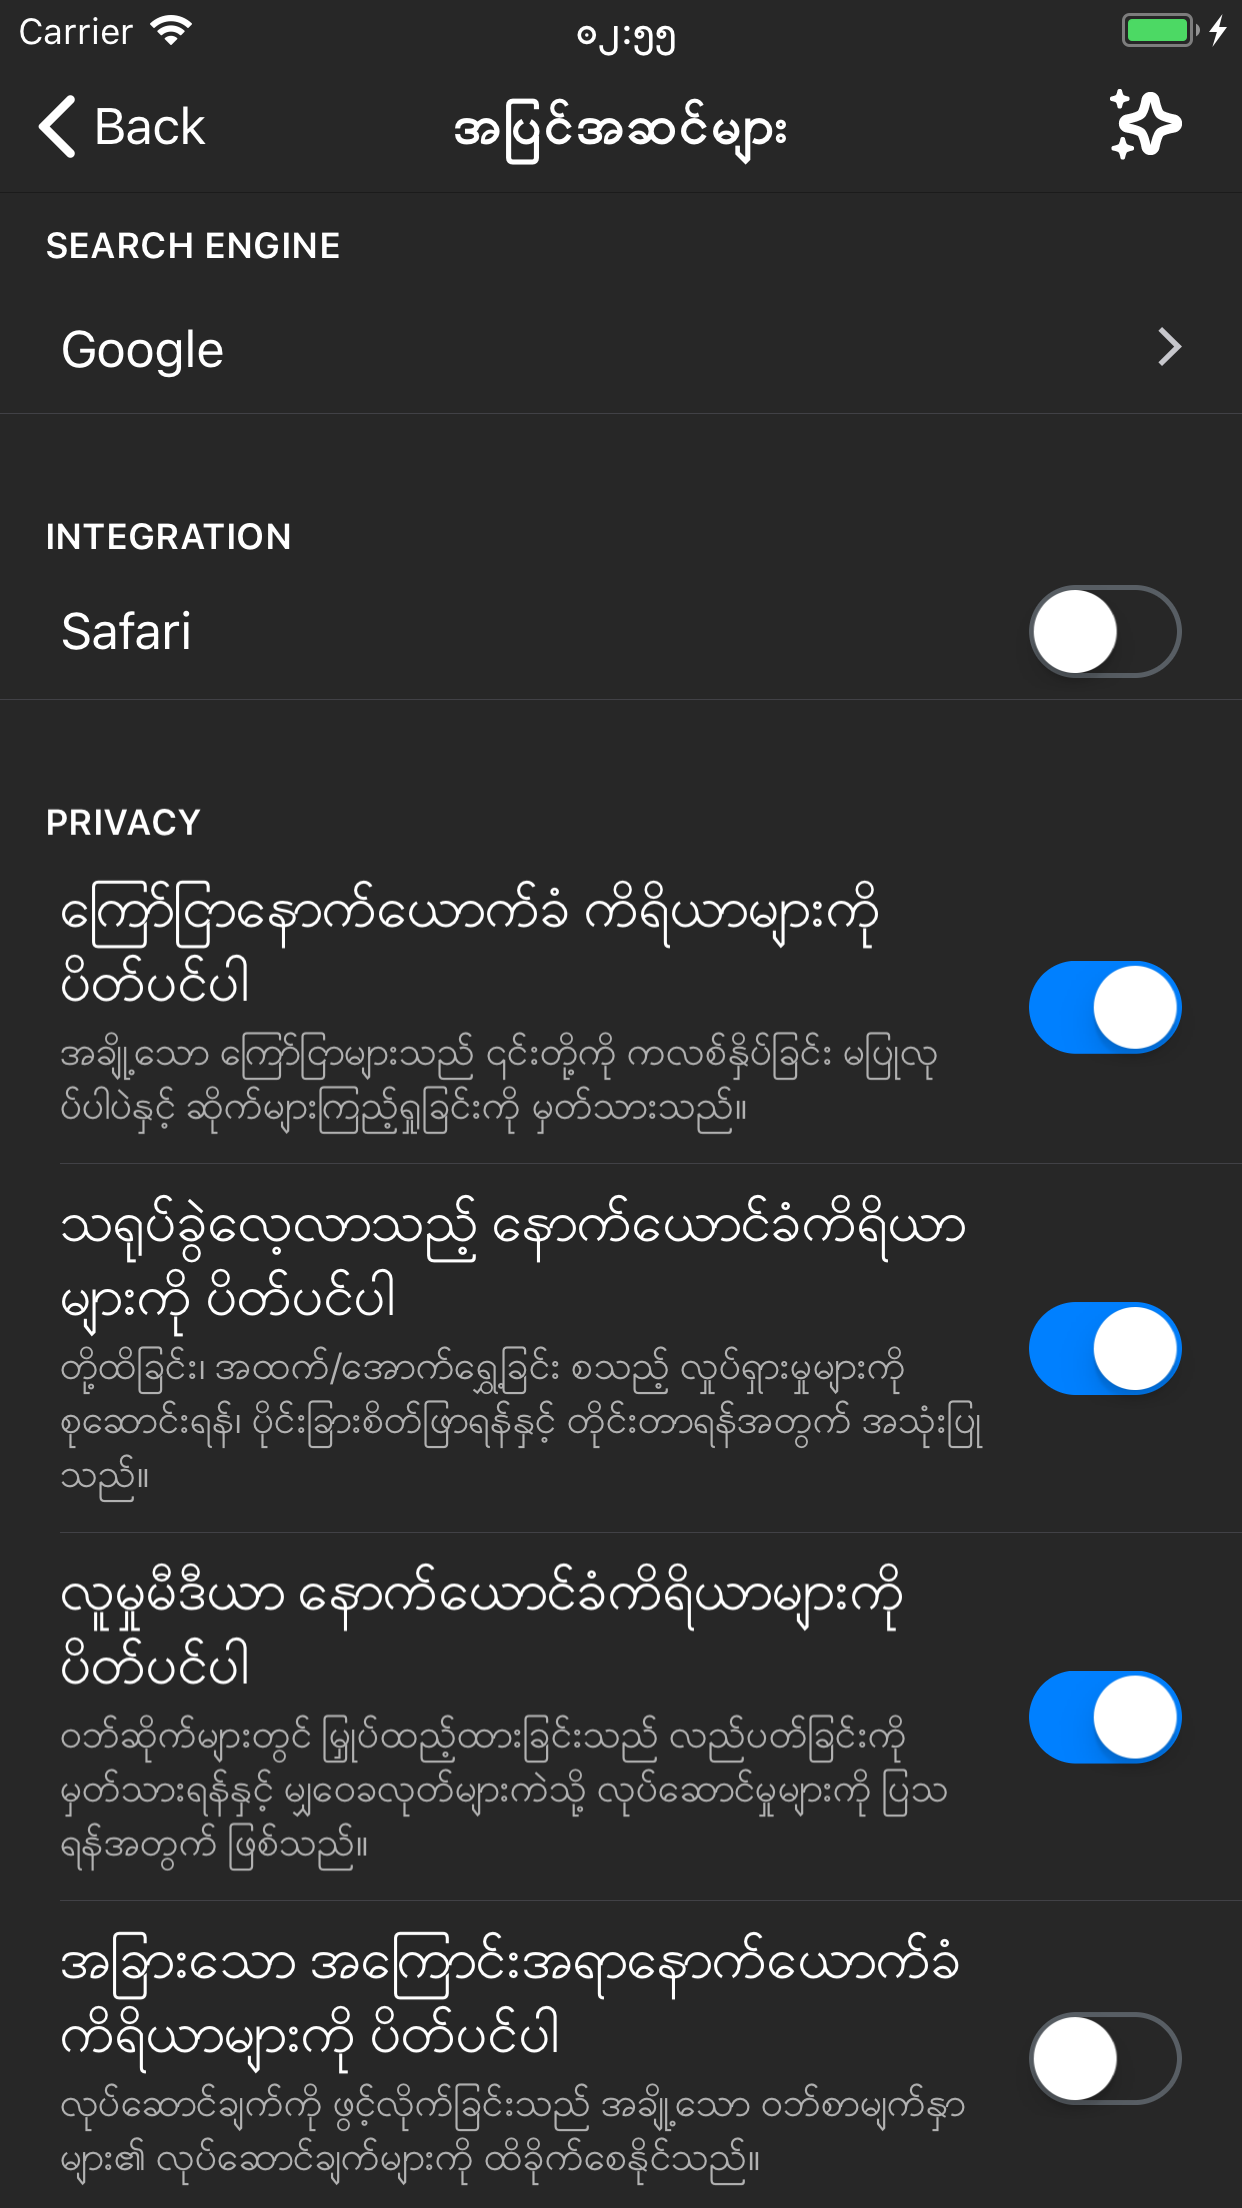 Carrier
၀၂:၅၅
Back
အပြင်အဆင်များ
SEARCH ENGINE
Google
INTEGRATION
Safari
PRIVACY
ကြော်ငြာနောက်ယောက်ခံ ကိရိယာများကို
ပိတ်ပင်ပါ
အချို့သော ကြော်ငြာများသည် ၎င်းတို့ကို ကလစ်နှိပ်ခြင်း မပြုလု
ပ်ပါပဲနှင့် ဆိုက်များကြည့်ရှုခြင်းကို မှတ်သားသည်။
သရုပ်ခွဲလေ့လာသည့် နောက်ယောင်ခံကိရိယာ
များကို ပိတ်ပင်ပါ
တို့ထိခြင်း၊ အထက်/အောက်ရွှေ့ခြင်း စသည့် လှုပ်ရှားမှုများကို
စုဆောင်းရန်၊ ပိုင်းခြားစိတ်ဖြာရန်နှင့် တိုင်းတာရန်အတွက် အသုံးပြု
သည်။
လူမှုမီဒီယာ နောက်ယောင်ခံကိရိယာများကို
ပိတ်ပင်ပါ
ဝဘ်ဆိုက်များတွင် မြှုပ်ထည့်ထားခြင်းသည် လည်ပတ်ခြင်းကို
မှတ်သားရန်နှင့် မျှဝေခလုတ်များကဲသို့ လုပ်ဆောင်မှုများကို ပြသ
ရန်အတွက် ဖြစ်သည်။
အခြားသော အကြောင်းအရာနောက်ယောက်ခံ
ကိရိယာများကို ပိတ်ပင်ပါ
လုပ်ဆောင်ချက်ကို ဖွင့်လိုက်ခြင်းသည် အချို့သော ဝဘ်စာမျက်နှာ
များ၏ လုပ်ဆောင်ချက်များကို ထိခိုက်စေနိုင်သည်။